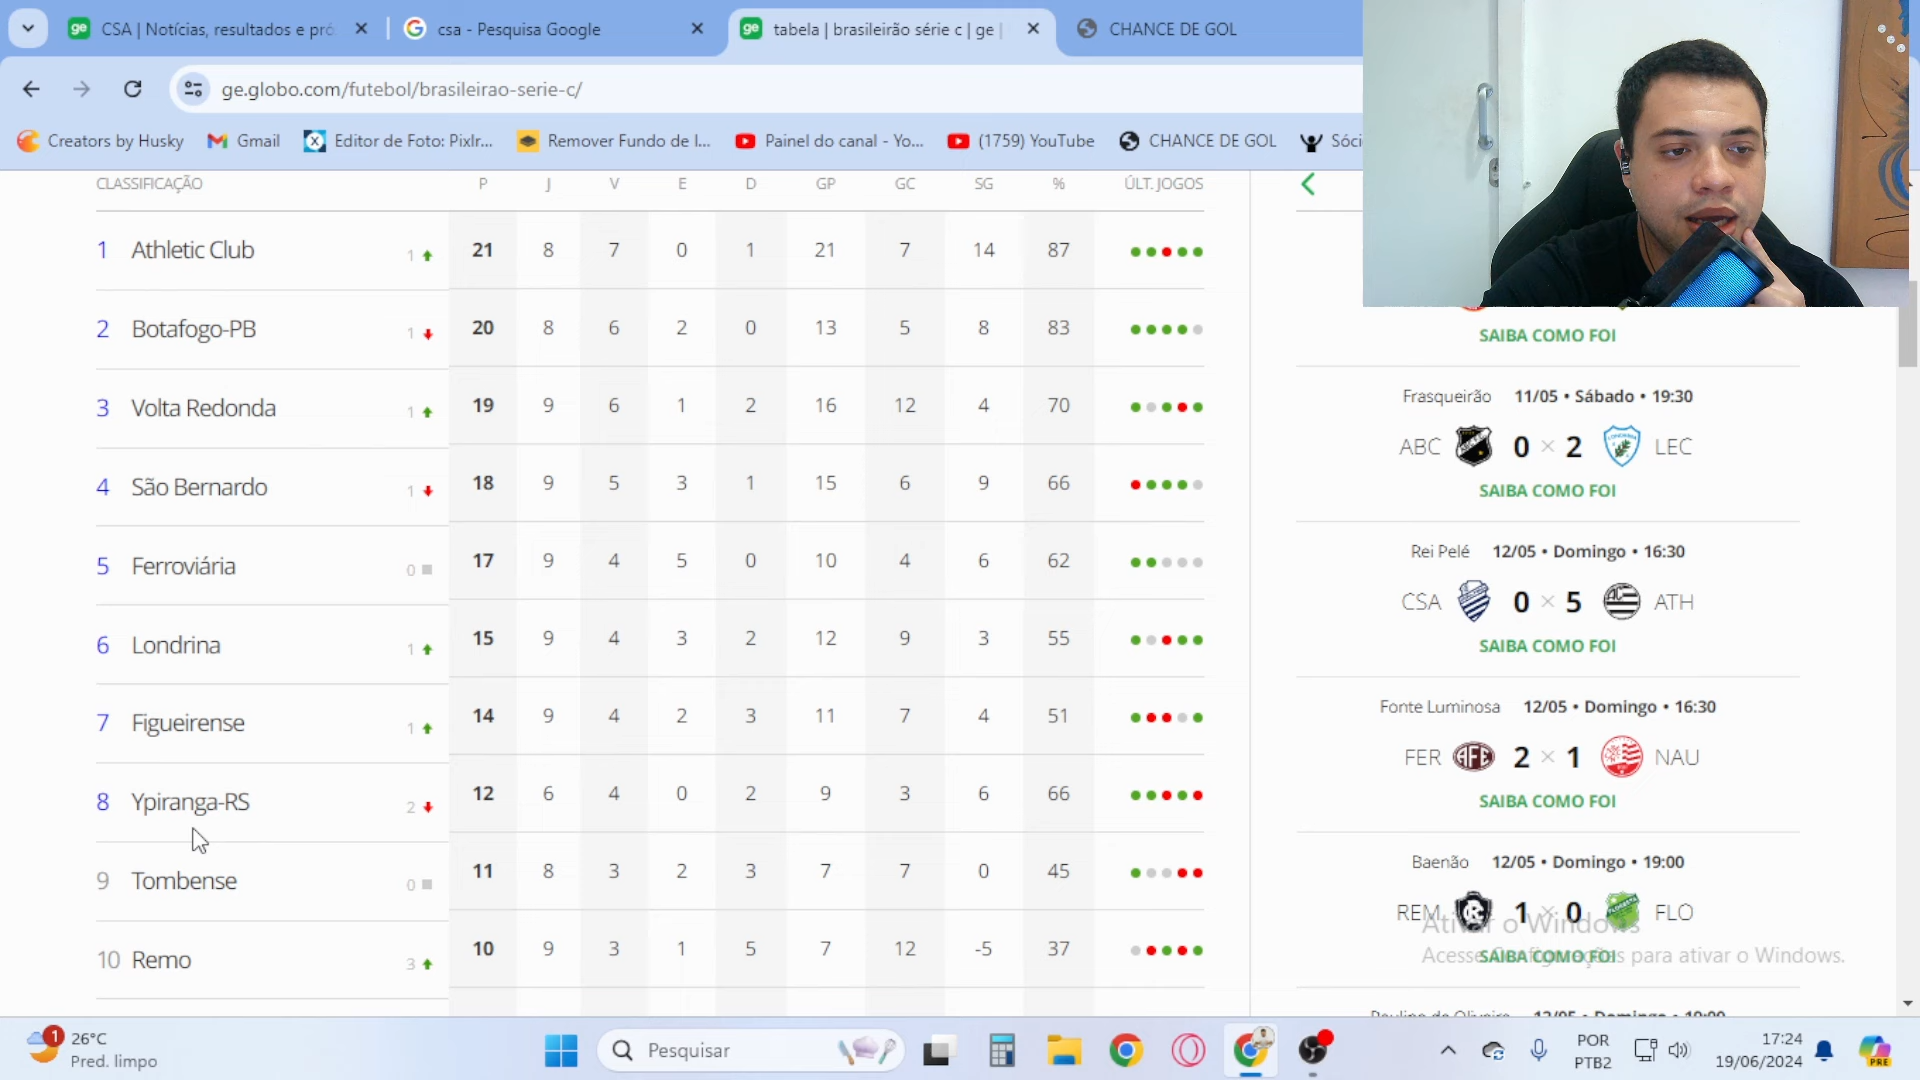 CSA | Notícias, resultados e pró
csa - Pesquisa Google
tabela | brasileirão série c | ge |
CHANCE DE GOL
ge.globo.com/futebol/brasileirao-serie-c/
Creators by Husky
Gmail
Editor de Foto: Pixlr...
Remover Fundo de I...
Painel do canal - Yo...
(1759) YouTube
CHANCE DE GOL
Sóci
CLASSIFICAÇÃO P J V E D GP GC SG % ÚLT. JOGOS
1 Athletic Club 1 21 8 7 0 1 21 7 14 87
2 Botafogo-PB 1 20 8 6 2 0 13 5 8 83
3 Volta Redonda 1 19 9 6 1 2 16 12 4 70
4 São Bernardo 1 18 9 5 3 1 15 6 9 66
5 Ferroviária 0 17 9 4 5 0 10 4 6 62
6 Londrina 1 15 9 4 3 2 12 9 3 55
7 Figueirense 1 14 9 4 2 3 11 7 4 51
8 Ypiranga-RS 2 12 6 4 0 2 9 3 6 66
9 Tombense 0 11 8 3 2 3 7 7 0 45
10 Remo 3 10 9 3 1 5 7 12 -5 37
SAIBA COMO FOI
Frasqueirão 11/05 • Sábado • 19:30
ABC 0 × 2 LEC
SAIBA COMO FOI
Rei Pelé 12/05 • Domingo • 16:30
CSA 0 × 5 ATH
SAIBA COMO FOI
Fonte Luminosa 12/05 • Domingo • 16:30
FER 2 × 1 NAU
SAIBA COMO FOI
Baenão 12/05 • Domingo • 19:00
REM 1 × 0 FLO
Ativar o Windows
SAIBA COMO FOI
Acesse Configurações para ativar o Windows.
1
26°C
Pred. limpo
Pesquisar
POR
PTB2
17:24
19/06/2024
PRE